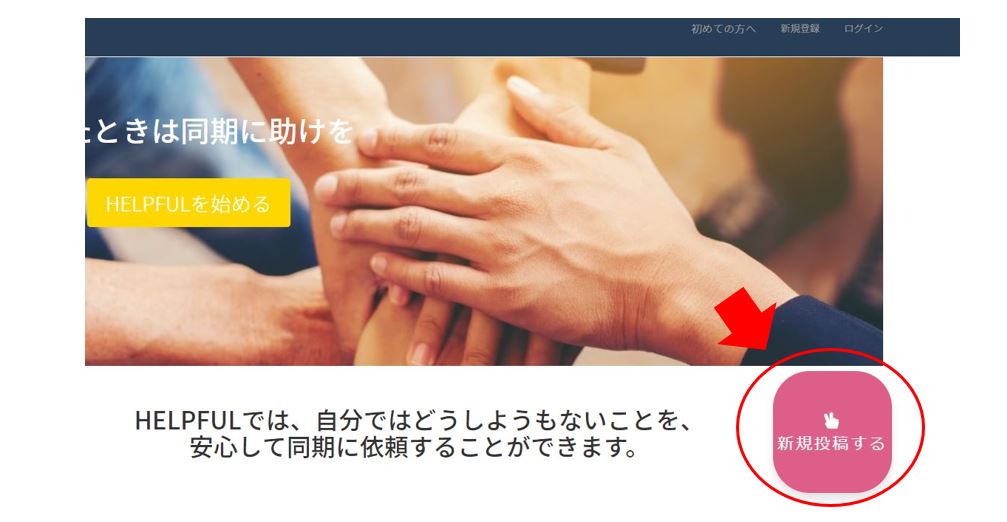 初めての方へ 新規登録 ログイン
ときは同期に助けを
HELPFULを始める
HELPFULでは、自分ではどうしようもないことを、
安心して同期に依頼することができます。
新規投稿する